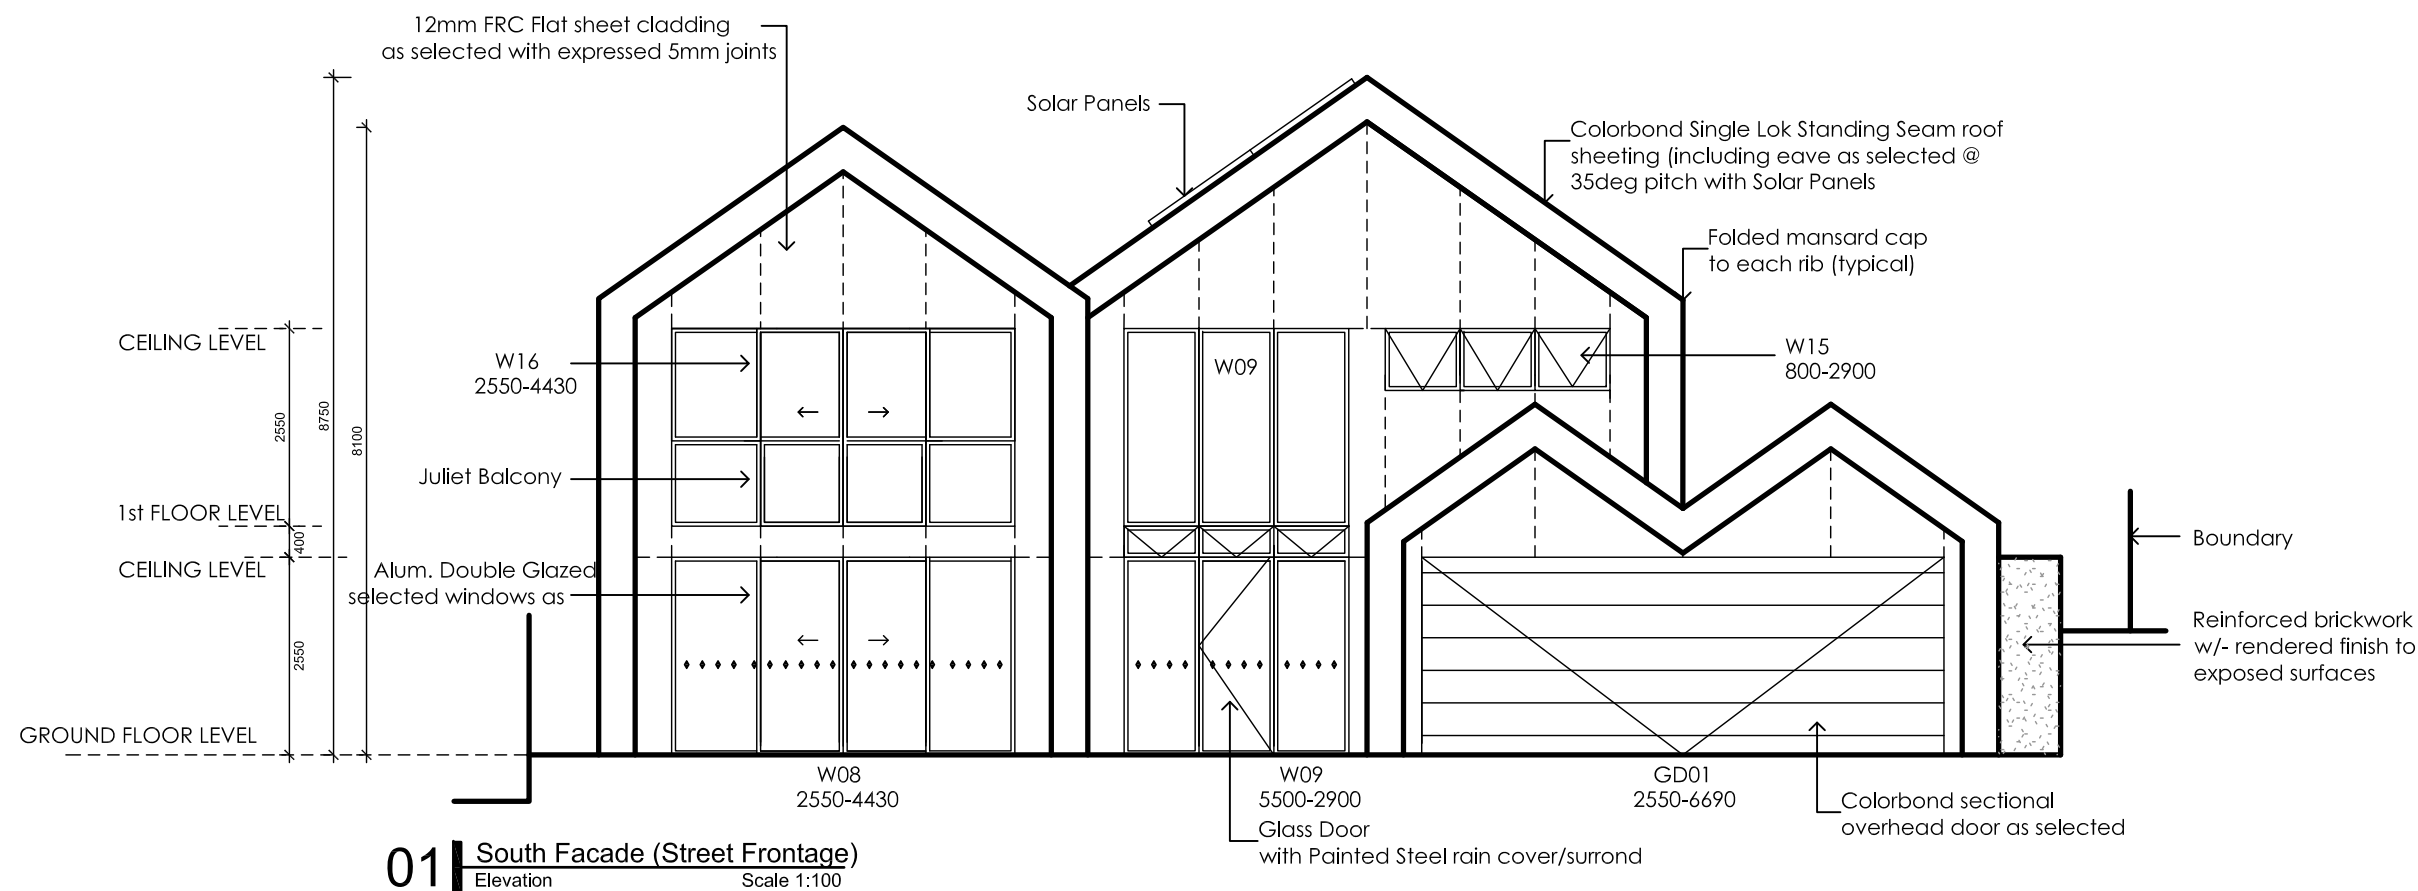 12mm FRC Flat sheet cladding
as selected with expressed 5mm joints
Solar Panels
Colorbond Single Lok Standing Seam roof
sheeting (including eave as selected @
35deg pitch with Solar Panels
Folded mansard cap
to each rib (typical)
CEILING LEVEL
W16
2550-4430
W09
W15
800-2900
2550
8750
8100
Juliet Balcony
1st FLOOR LEVEL
400
CEILING LEVEL
Alum. Double Glazed
selected windows as
Boundary
2550
Reinforced brickwork
w/- rendered finish to
exposed surfaces
GROUND FLOOR LEVEL
W08
2550-4430
W09
5500-2900
GD01
2550-6690
Glass Door
with Painted Steel rain cover/surrond
Colorbond sectional
overhead door as selected
01
South Facade (Street Frontage)
Elevation
Scale 1:100